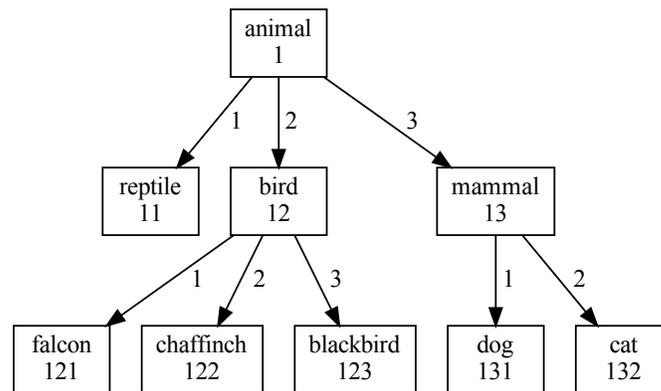 animal
1
1
2
3
reptile
11
bird
12
mammal
13
1
2
3
1
2
falcon
121
chaffinch
122
blackbird
123
dog
131
cat
132